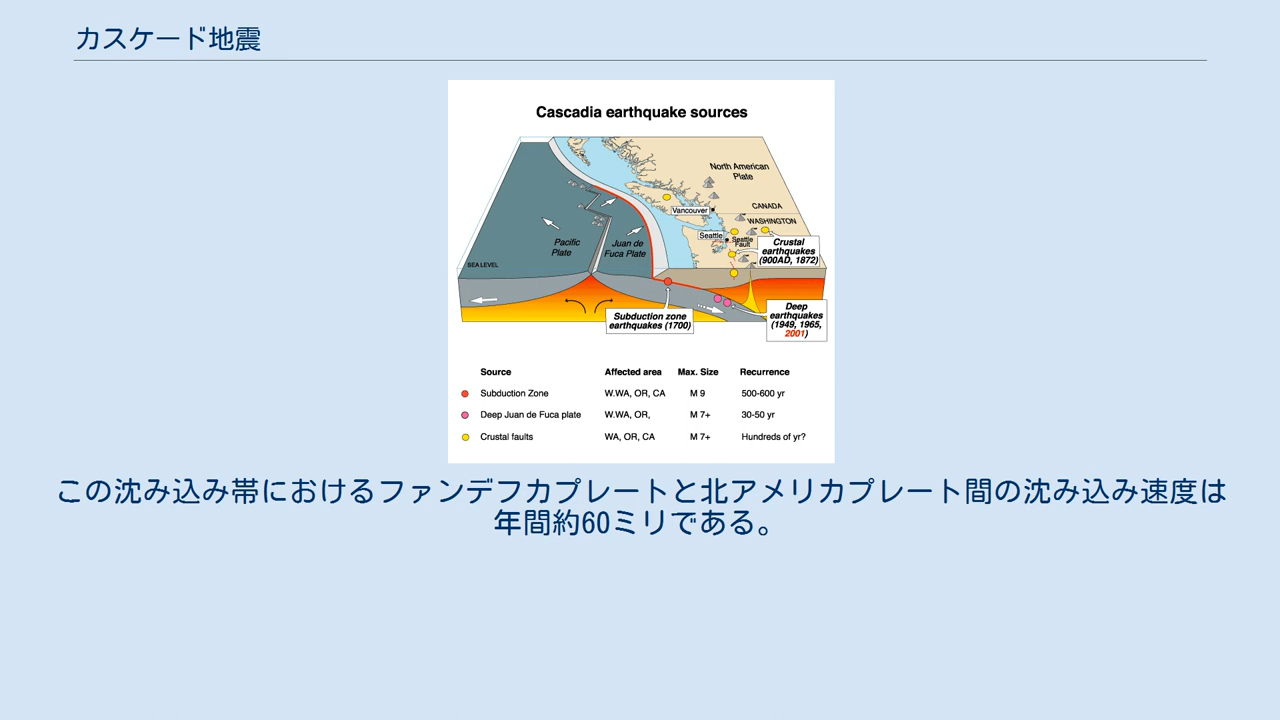 カスケード地震
Cascadia earthquake sources
North American
Plate
CANADA
Vancouver
WASHINGTON
Seattle
Seattle
Fault
Crustal
earthquakes
(900AD, 1872)
Pacific
Plate
Juan de
Fuca Plate
SEA LEVEL
Subduction zone
earthquakes (1700)
Deep
earthquakes
(1949, 1965,
2001)
Source Affected area Max. Size Recurrence
Subduction Zone W.WA, OR, CA M 9 500-600 yr
Deep Juan de Fuca plate W.WA, OR, M 7+ 30-50 yr
Crustal faults WA, OR, CA M 7+ Hundreds of yr?
この沈み込み帯におけるファンデフカプレートと北アメリカプレート間の沈み込み速度は
年間約60ミリである。